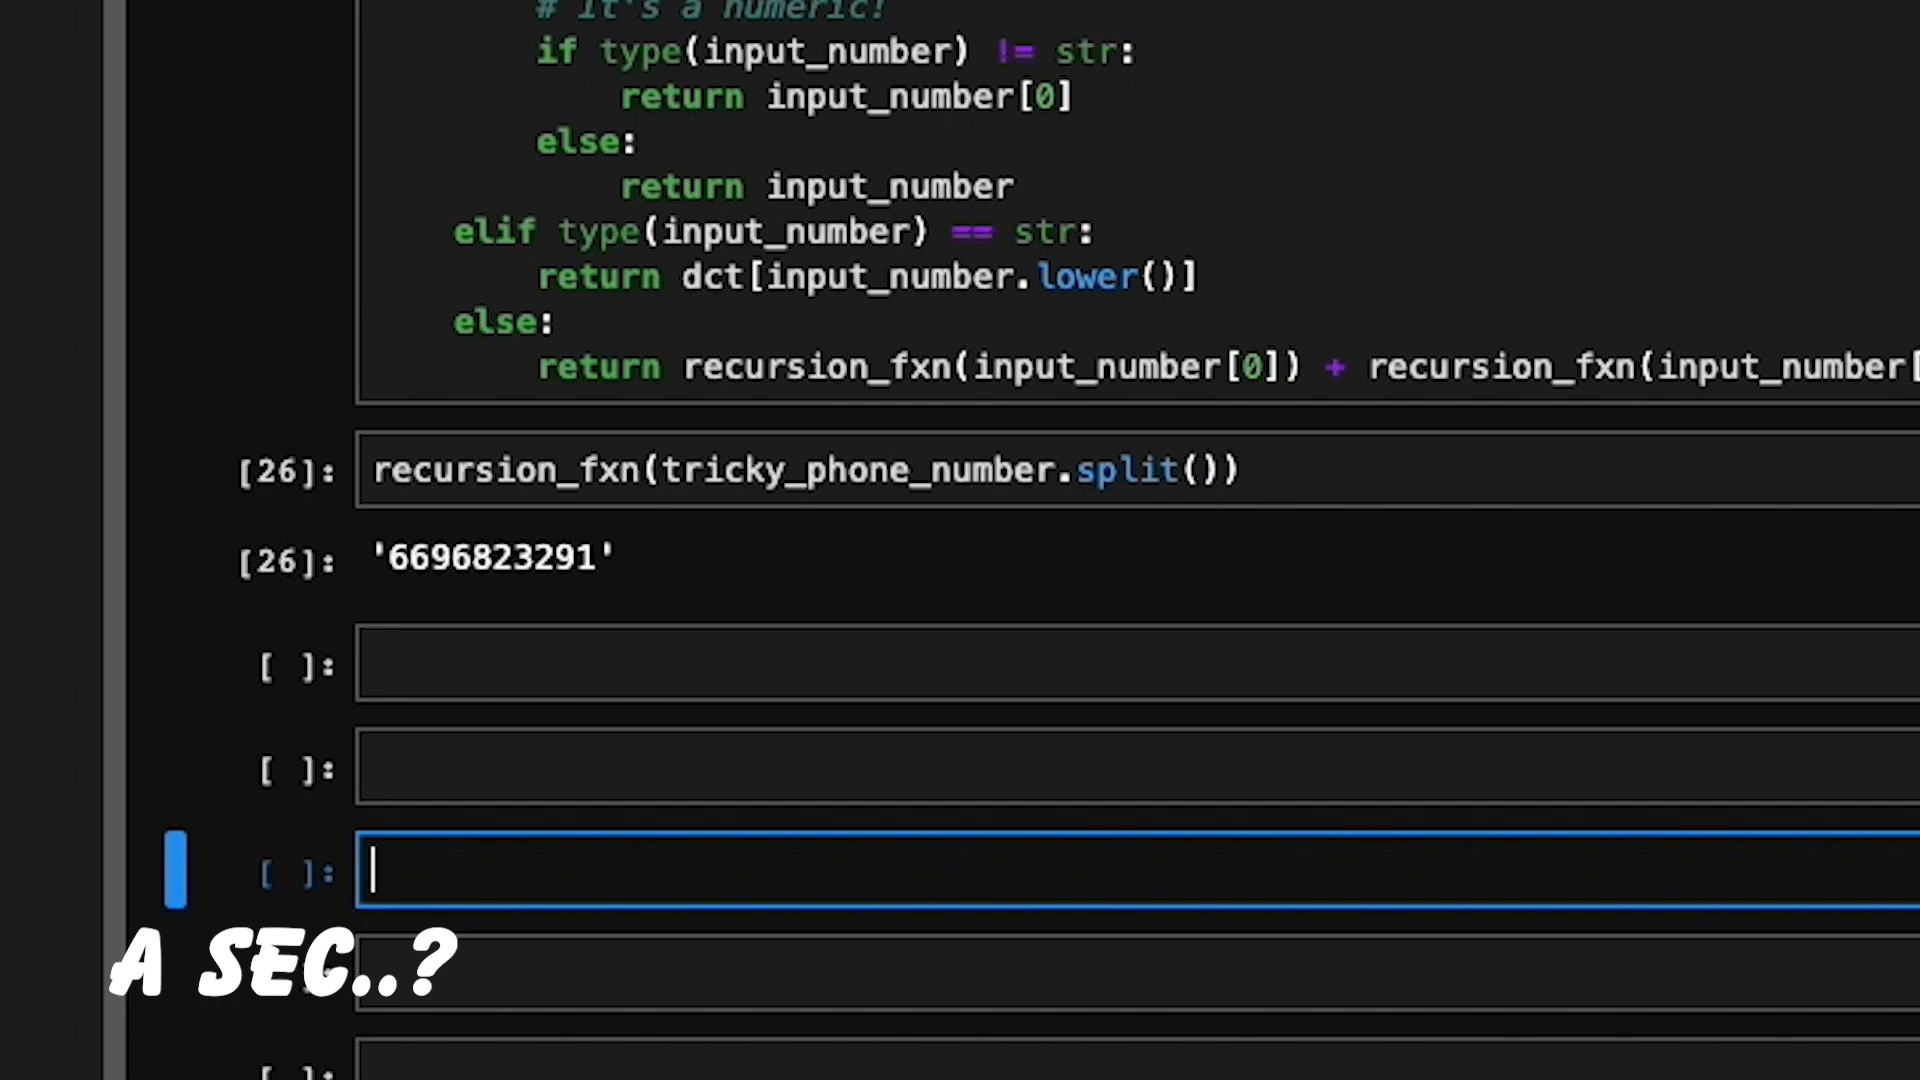 # It's a numeric!
if type(input_number) != str:
return input_number[0]
else:
return input_number
elif type(input_number) == str:
return dct[input_number.lower()]
else:
return recursion_fxn(input_number[0]) + recursion_fxn(input_number[
[26]: recursion_fxn(tricky_phone_number.split())
[26]: '6696823291'
[ ]:
[ ]:
[ ]:
A SEC..?
[ ]: